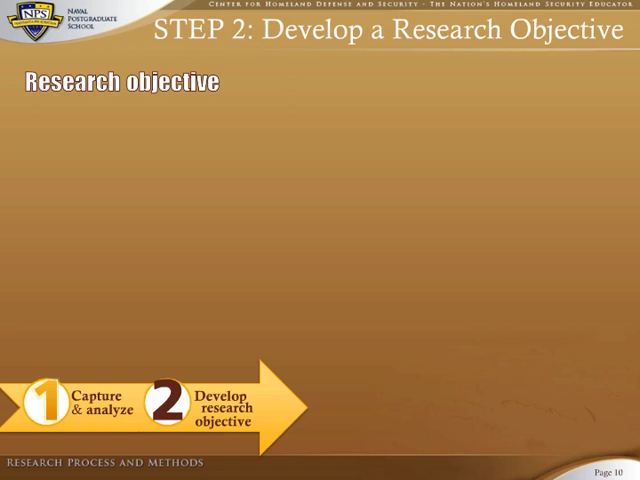 CENTER FOR HOMELAND DEFENSE AND SECURITY - THE NATION'S HOMELAND SECURITY EDUCATOR
NPS
NAVAL
POSTGRADUATE
SCHOOL
STEP 2: Develop a Research Objective
Research objective
1 Capture
& analyze
2 Develop
research
objective
RESEARCH PROCESS AND METHODS
Page 10